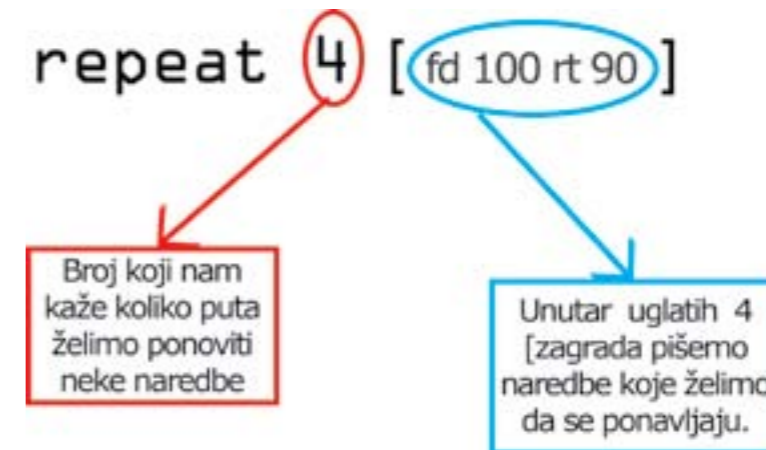 repeat 4 [ fd 100 rt 90 ]
Broj koji nam
kaže koliko puta
želimo ponoviti
neke naredbe
Unutar uglatih 4
[zagrada pišemo
naredbe koje želimo
da se ponavljaju.